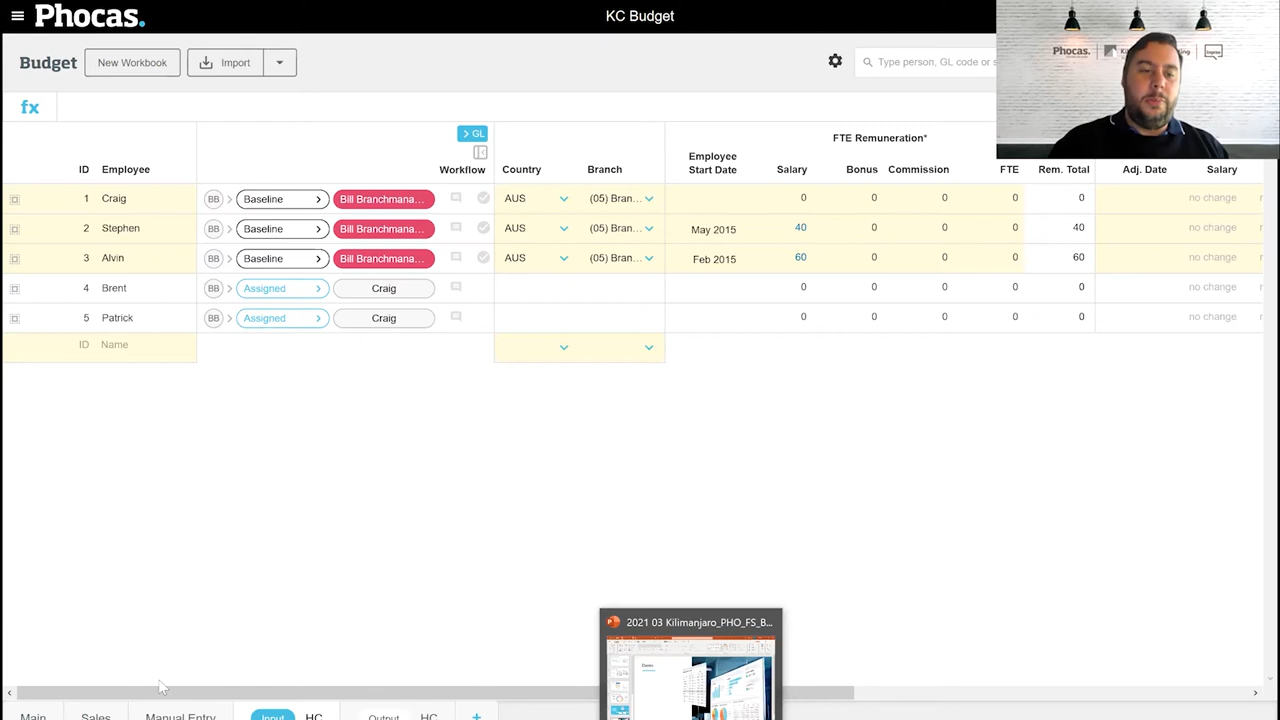 Phocas.
KC Budget
Budget
New Workbook
Import
Type person, GL code or s
Phocas.
fx
> GL
FTE Remuneration*
ID Employee Workflow Country Branch Employee Start Date Salary Bonus Commission FTE Rem. Total Adj. Date Salary
1 Craig BB Baseline Bill Branchmana... AUS (05) Bran... 0 0 0 0 0 no change
2 Stephen BB Baseline Bill Branchmana... AUS (05) Bran... May 2015 40 0 0 0 40 no change
3 Alvin BB Baseline Bill Branchmana... AUS (05) Bran... Feb 2015 60 0 0 0 60 no change
4 Brent BB Assigned Craig 0 0 0 0 0 no change
5 Patrick BB Assigned Craig 0 0 0 0 0 no change
ID Name
2021 03 Kilimanjaro_PHO_FS_B...
Main Sales Manual Entry Input HC Output HC +